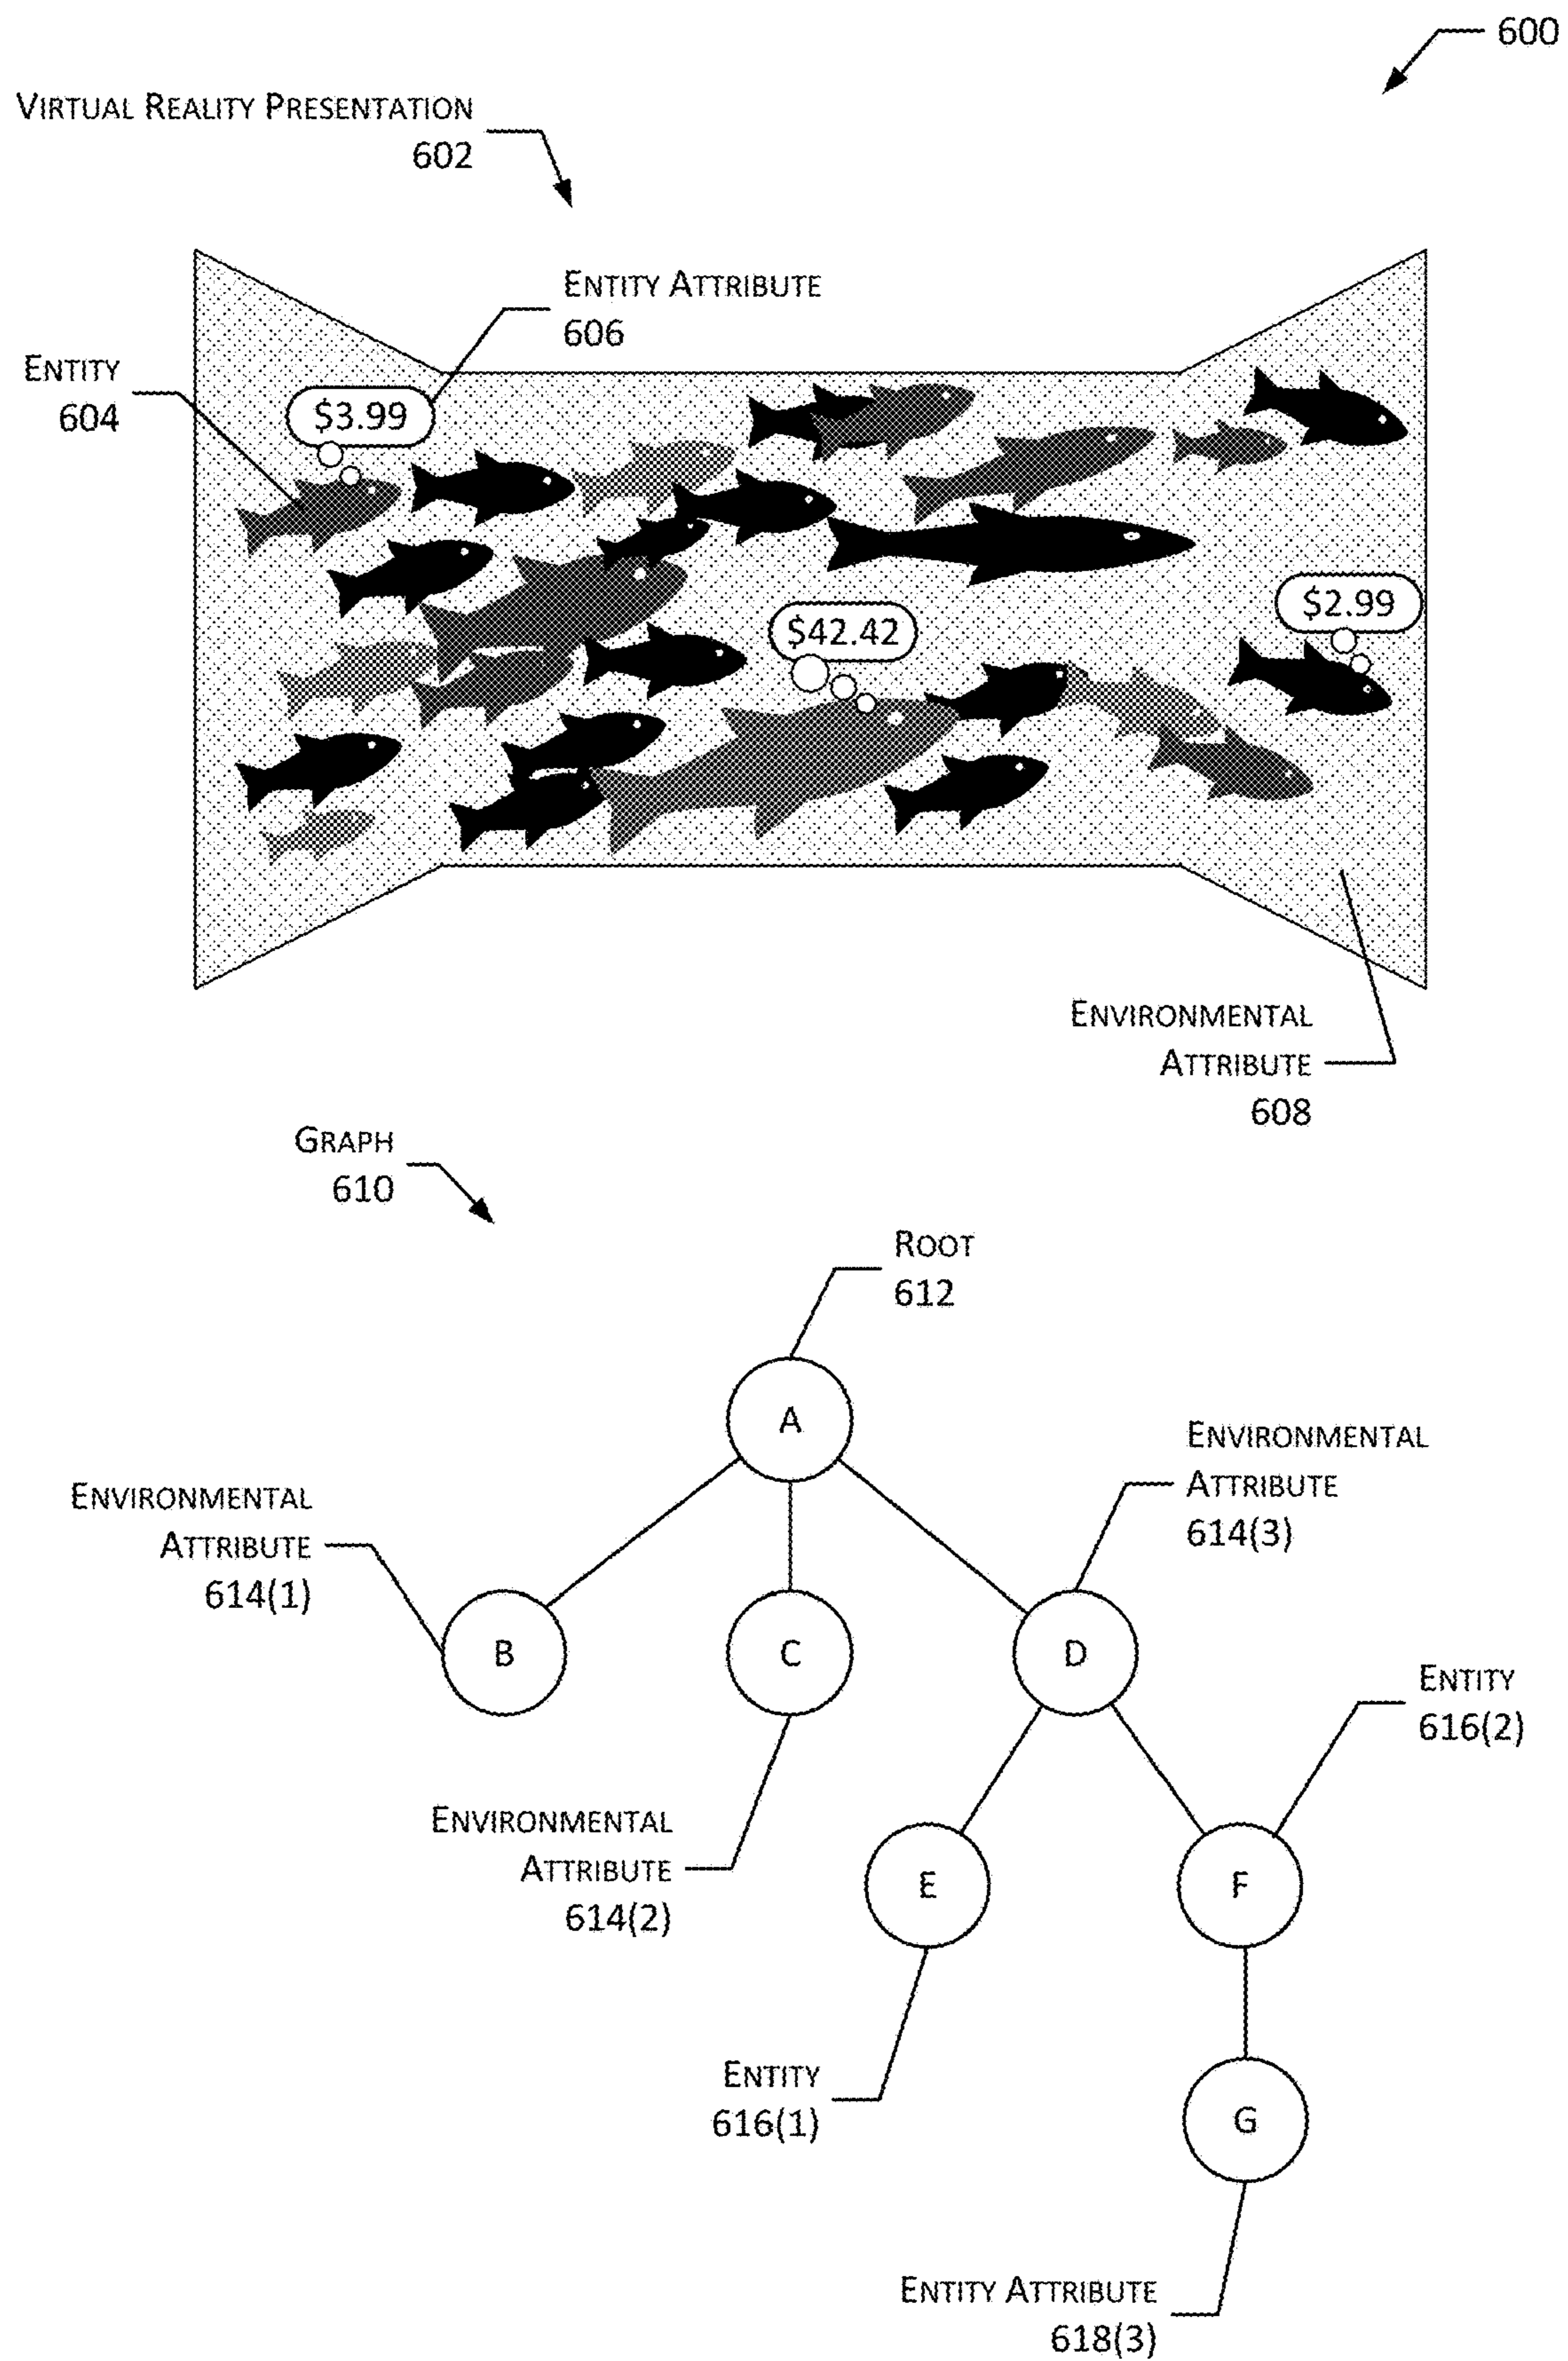 600
VIRTUAL REALITY PRESENTATION
602
ENTITY ATTRIBUTE
606
ENTITY
604
$3.99
$2.99
$42.42
ENVIRONMENTAL
ATTRIBUTE
608
GRAPH
610
ROOT
612
A
ENVIRONMENTAL
ATTRIBUTE
614(3)
ENVIRONMENTAL
ATTRIBUTE
614(1)
B
C
D
ENTITY
616(2)
ENVIRONMENTAL
ATTRIBUTE
614(2)
E
F
ENTITY
616(1)
G
ENTITY ATTRIBUTE
618(3)